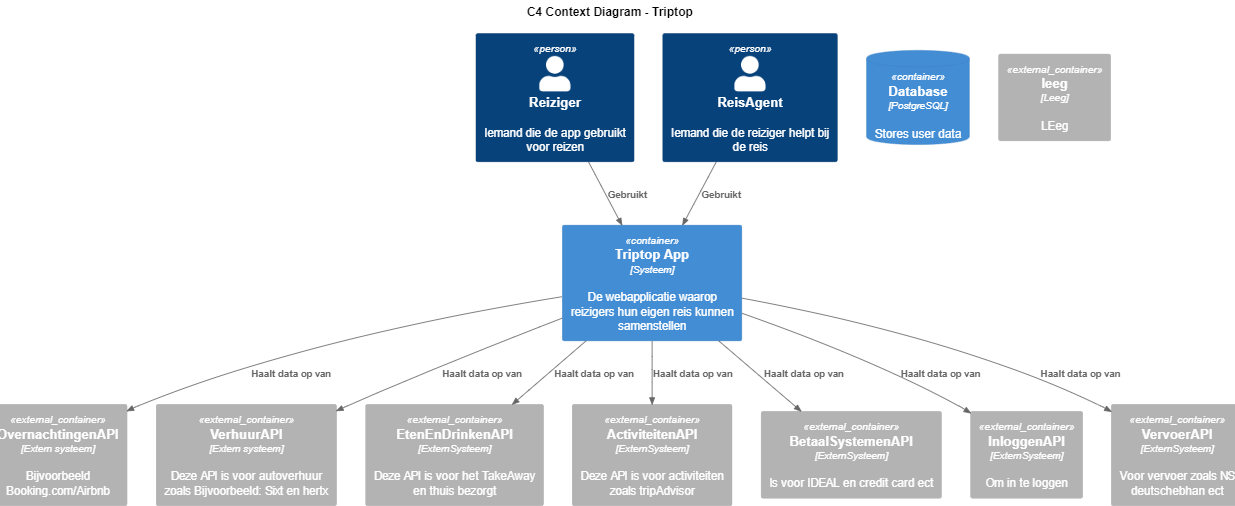 C4 Context Diagram - Triptop
«person»
Reiziger
Iemand die de app gebruikt
voor reizen
«person»
ReisAgent
Iemand die de reiziger helpt bij
de reis
«container»
Database
[PostgreSQL]
Stores user data
«external_container»
leeg
[Leeg]
LEeg
Gebruikt
Gebruikt
«container»
Triptop App
[Systeem]
De webapplicatie waarop
reizigers hun eigen reis kunnen
samenstellen
Haalt data op van
Haalt data op van
Haalt data op van
Haalt data op van
Haalt data op van
Haalt data op van
Haalt data op van
«external_container»
OvernachtingenAPI
[Extern systeem]
Bijvoorbeeld
Booking.com/Airbnb
«external_container»
VerhuurAPI
[Extern systeem]
Deze API is voor autoverhuur
zoals Bijvoorbeeld: Sixt en hertx
«external_container»
EtenEnDrinkenAPI
[ExternSysteem]
Deze API is voor het TakeAway
en thuis bezorgt
«external_container»
ActiviteitenAPI
[ExternSysteem]
Deze API is voor activiteiten
zoals tripAdvisor
«external_container»
BetaalSystemenAPI
[ExternSysteem]
Is voor IDEAL en credit card ect
«external_container»
InloggenAPI
[ExternSysteem]
Om in te loggen
«external_container»
VervoerAPI
[ExternSysteem]
Voor vervoer zoals NS
deutschebhan ect